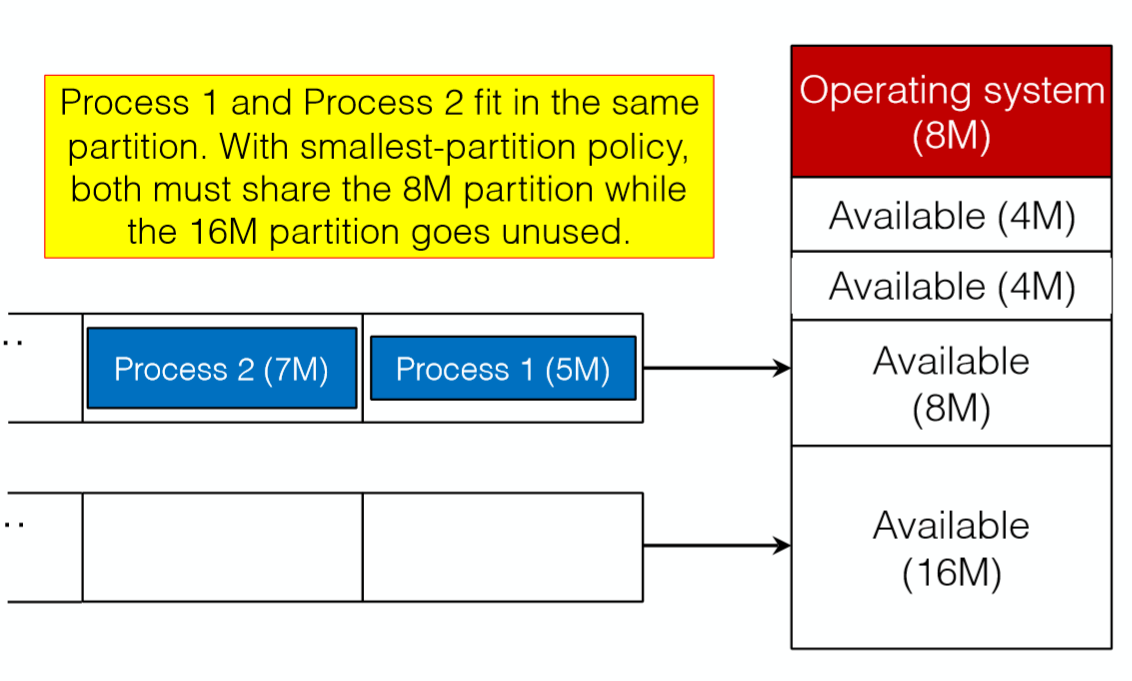 Process 1 and Process 2 fit in the same
partition. With smallest-partition policy,
both must share the 8M partition while
the 16M partition goes unused.
Operating system
(8M)
Available (4M)
Available (4M)
Available
(8M)
Available
(16M)
..
Process 2 (7M)
Process 1 (5M)
..